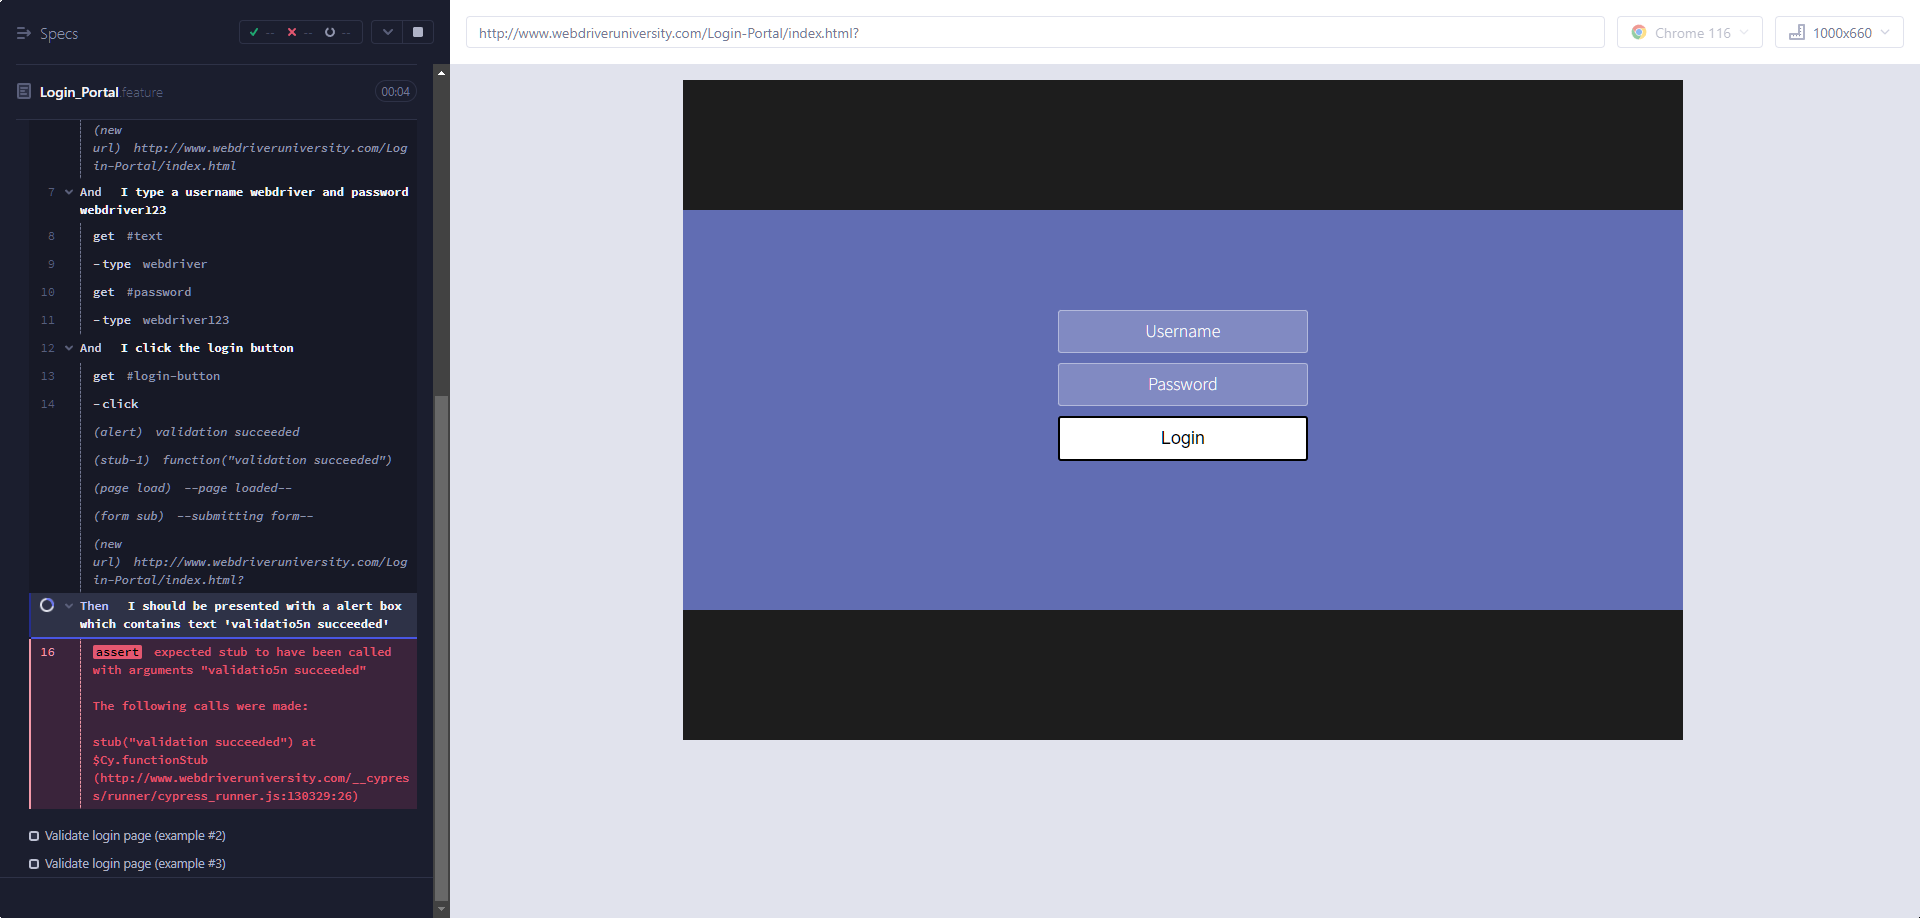 Specs
-- -- --
http://www.webdriveruniversity.com/Login-Portal/index.html?
Chrome 116
1000x660
Login_Portal.feature
00:04
(new
url) http://www.webdriveruniversity.com/Log
in-Portal/index.html
7 And I type a username webdriver and password
webdriver123
8 get #text
9 -type webdriver
10 get #password
11 -type webdriver123
12 And I click the login button
13 get #login-button
14 -click
(alert) validation succeeded
(stub-1) function("validation succeeded")
(page load) --page loaded--
(form sub) --submitting form--
(new
url) http://www.webdriveruniversity.com/Log
in-Portal/index.html?
Then I should be presented with a alert box
which contains text 'validatio5n succeeded'
16 assert expected stub to have been called
with arguments "validatio5n succeeded"
The following calls were made:
stub("validation succeeded") at
$Cy.functionStub
(http://www.webdriveruniversity.com/__cypres
s/runner/cypress_runner.js:130329:26)
Validate login page (example #2)
Validate login page (example #3)
Username
Password
Login